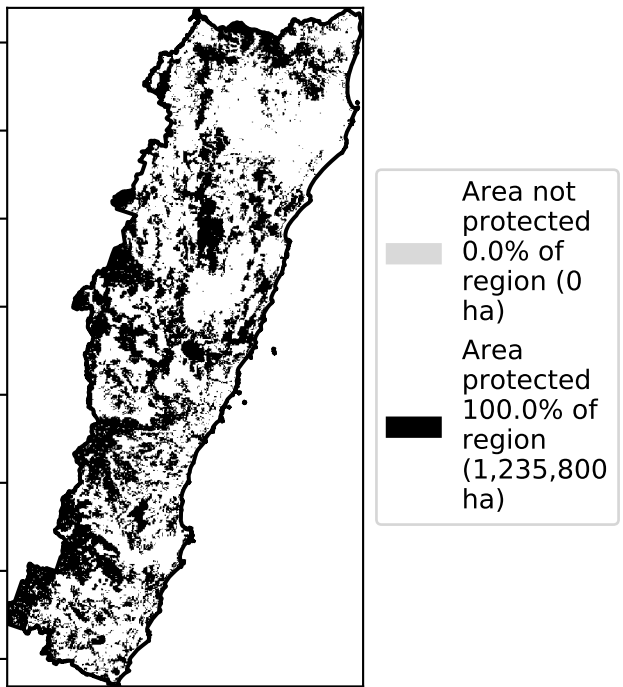 Area not
protected
0.0% of
region (0
ha)
Area
protected
100.0% of
region
(1,235,800
ha)